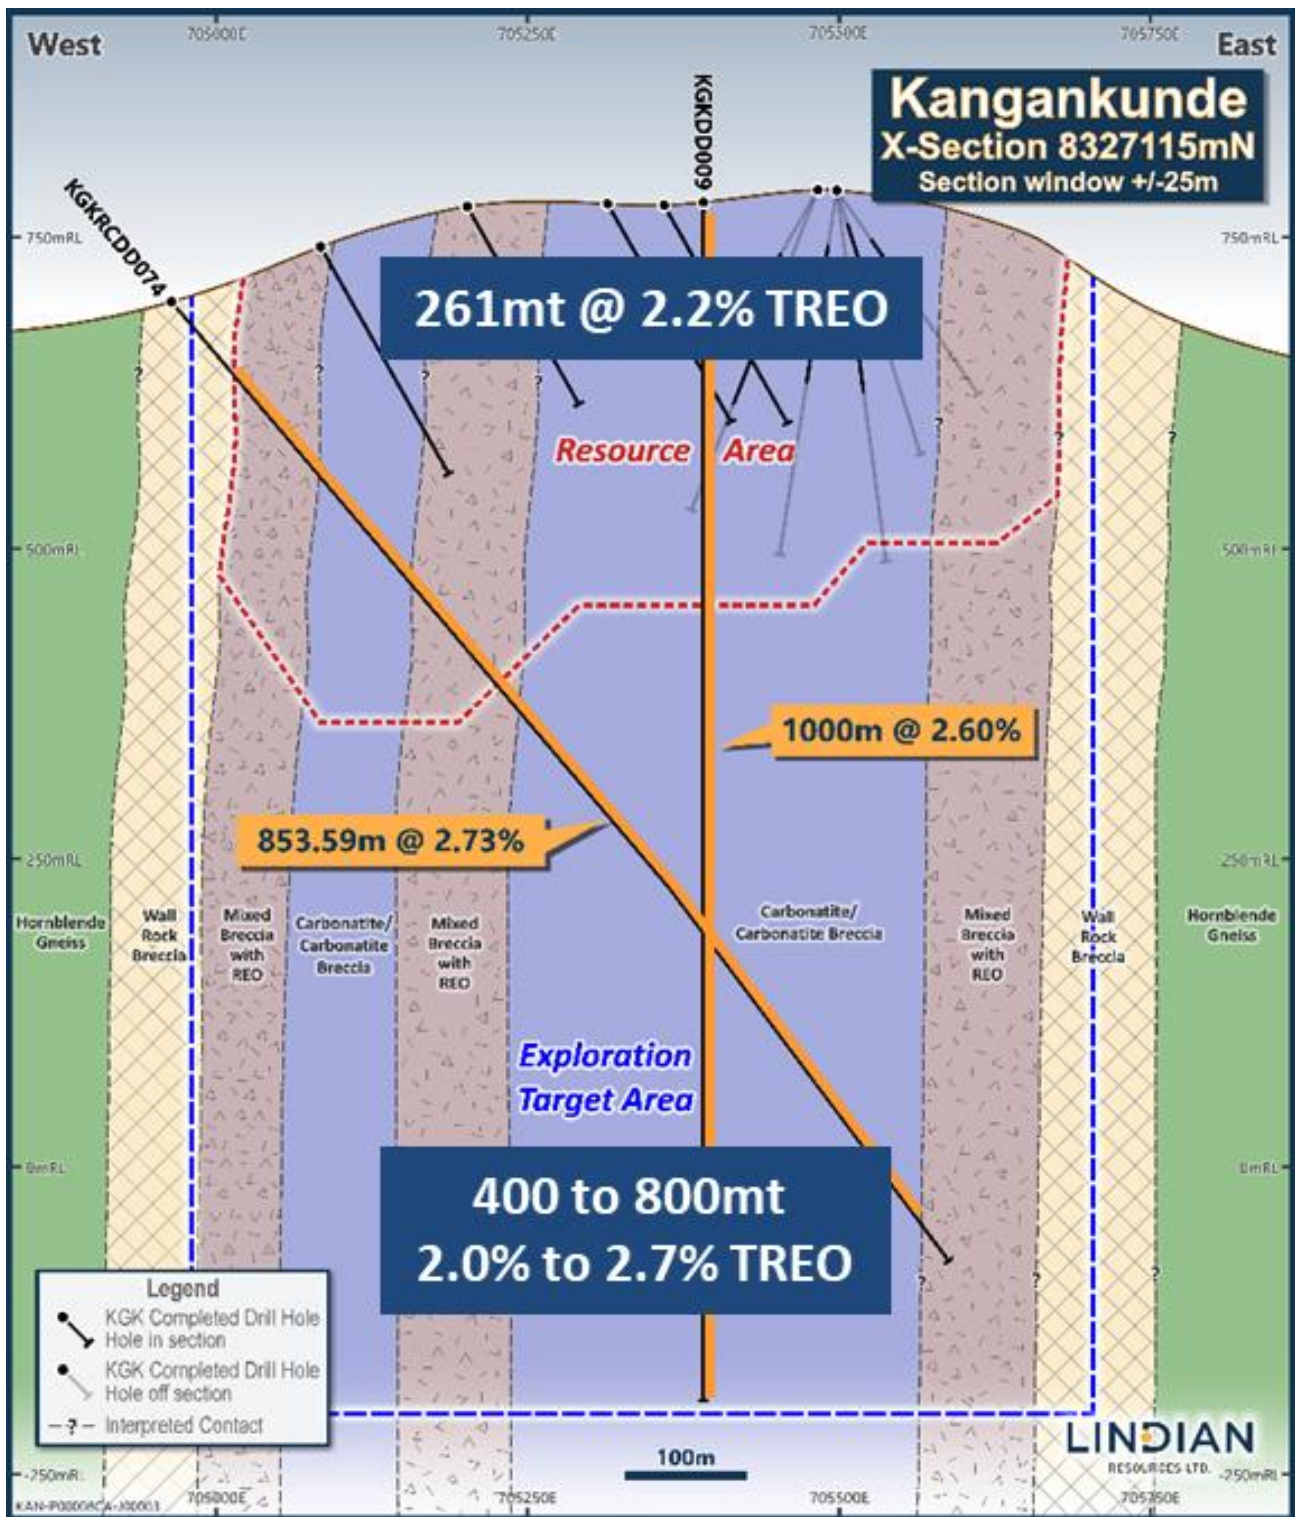 705000E 705250E 705500E 705750E
West
East
Kangankunde
X-Section 8327115mN
Section window +/-25m
KGKDD009
KGKRCDD074
750mRL
750mRL
261mt @ 2.2% TREO
?
?
?
?
?
?
?
Resource Area
500mRL
500mRL
1000m @ 2.60%
853.59m @ 2.73%
250mRL
250mRL
Hornblende
Gneiss
Wall
Rock
Breccia
Mixed
Breccia
with
REO
Carbonatite/
Carbonatite
Breccia
Mixed
Breccia
with
REO
Carbonatite/
Carbonatite Breccia
Mixed
Breccia
with
REO
Wall
Rock
Breccia
Hornblende
Gneiss
Exploration
Target Area
0mRL
0mRL
400 to 800mt
2.0% to 2.7% TREO
?
?
?
Legend
KGK Completed Drill Hole
Hole in section
KGK Completed Drill Hole
Hole off section
– ? – Interpreted Contact
LINDIAN
RESOURCES LTD.
100m
-250mRL
-250mRL
705000E 705250E 705500E 705750E